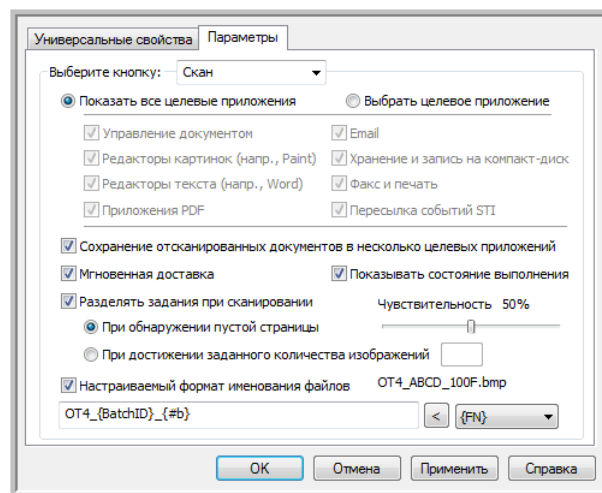 Универсальные свойства Параметры
Выберите кнопку: Скан
Показать все целевые приложения Выбрать целевое приложение
Управление документом Email
Редакторы картинок (напр., Paint) Хранение и запись на компакт-диск
Редакторы текста (напр., Word) Факс и печать
Приложения PDF Пересылка событий STI
Сохранение отсканированных документов в несколько целевых приложений
Мгновенная доставка Показывать состояние выполнения
Разделять задания при сканировании Чувствительность 50%
При обнаружении пустой страницы
При достижении заданного количества изображений
Настраиваемый формат именования файлов OT4_ABCD_100F.bmp
OT4_{BatchID}_{#b} < {FN}
OK Отмена Применить Справка